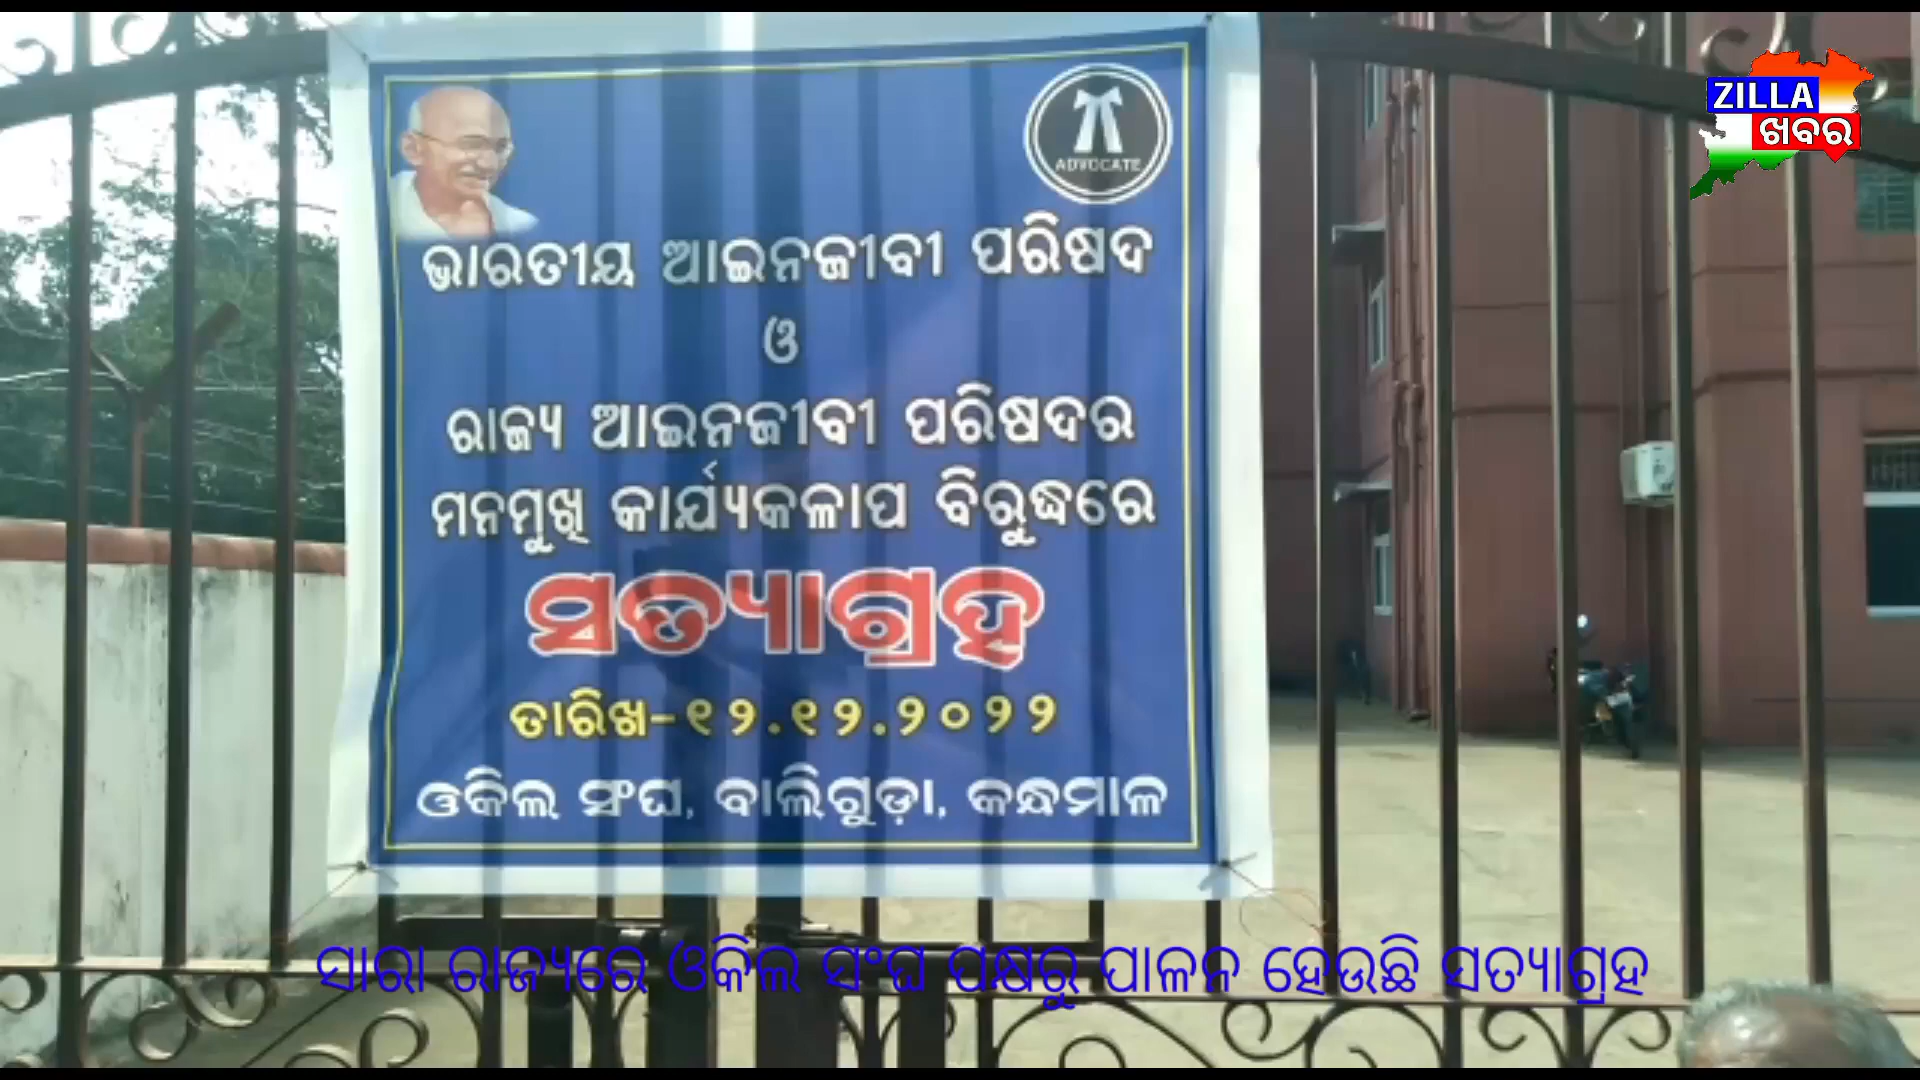 ZILLA
ଖବର
ADVOCATE
ଭାରତୀୟ ଆଇନଜୀବୀ ପରିଷଦ
ଓ
ରାଜ୍ୟ ଆଇନଜୀବୀ ପରିଷଦର
ମନମୁଖି କାର୍ଯ୍ୟକଳାପ ବିରୁଦ୍ଧରେ
ସତ୍ୟାଗ୍ରହ
ତାରିଖ-୧୨.୧୨.୨୦୨୨
ଓକିଲ ସଂଘ, ବାଲିଗୁଡ଼ା, କନ୍ଧମାଳ
ସାରା ରାଜ୍ୟରେ ଓକିଲ ସଂଘ ପକ୍ଷରୁ ପାଳନ ହେଉଛି ସତ୍ୟାଗ୍ରହ